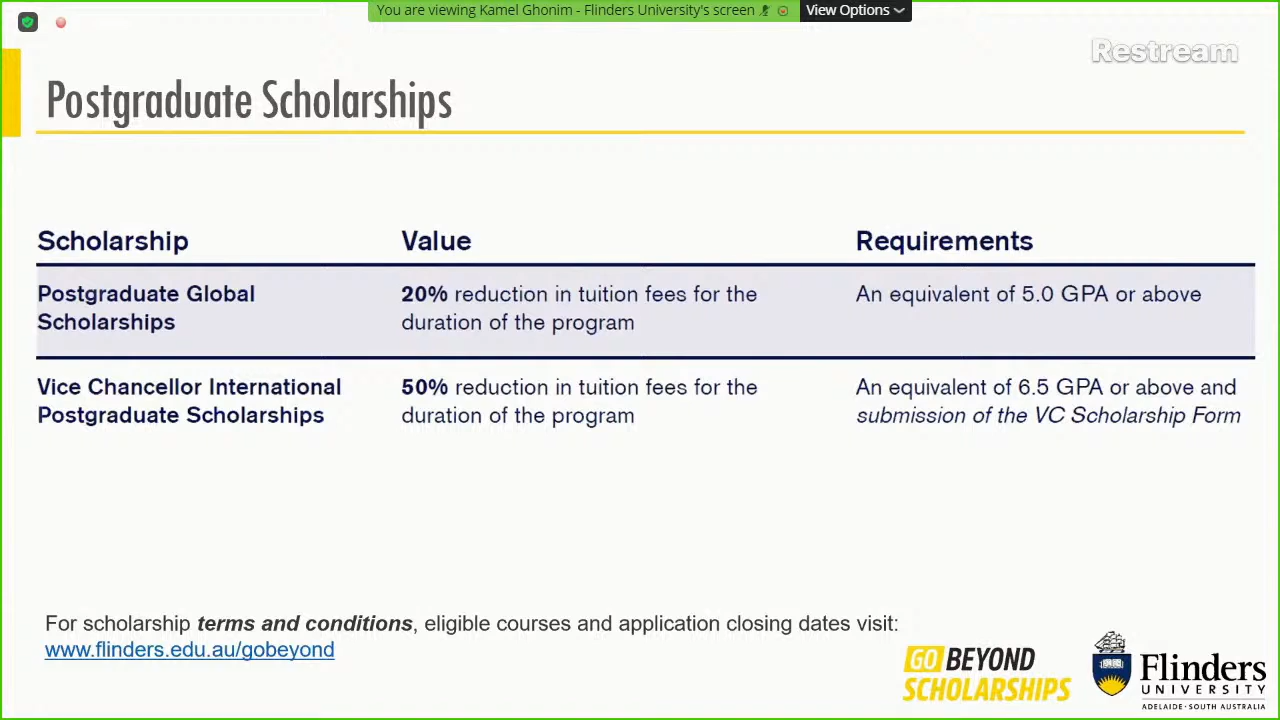 You are viewing Kamel Ghonim - Flinders University's screen
View Options
Restream
Postgraduate Scholarships
Scholarship Value Requirements
Postgraduate Global 20% reduction in tuition fees for the An equivalent of 5.0 GPA or above
Scholarships duration of the program
Vice Chancellor International 50% reduction in tuition fees for the An equivalent of 6.5 GPA or above and
Postgraduate Scholarships duration of the program submission of the VC Scholarship Form
For scholarship terms and conditions, eligible courses and application closing dates visit:
www.flinders.edu.au/gobeyond
GO BEYOND
SCHOLARSHIPS
Flinders
UNIVERSITY
ADELAIDE · SOUTH AUSTRALIA